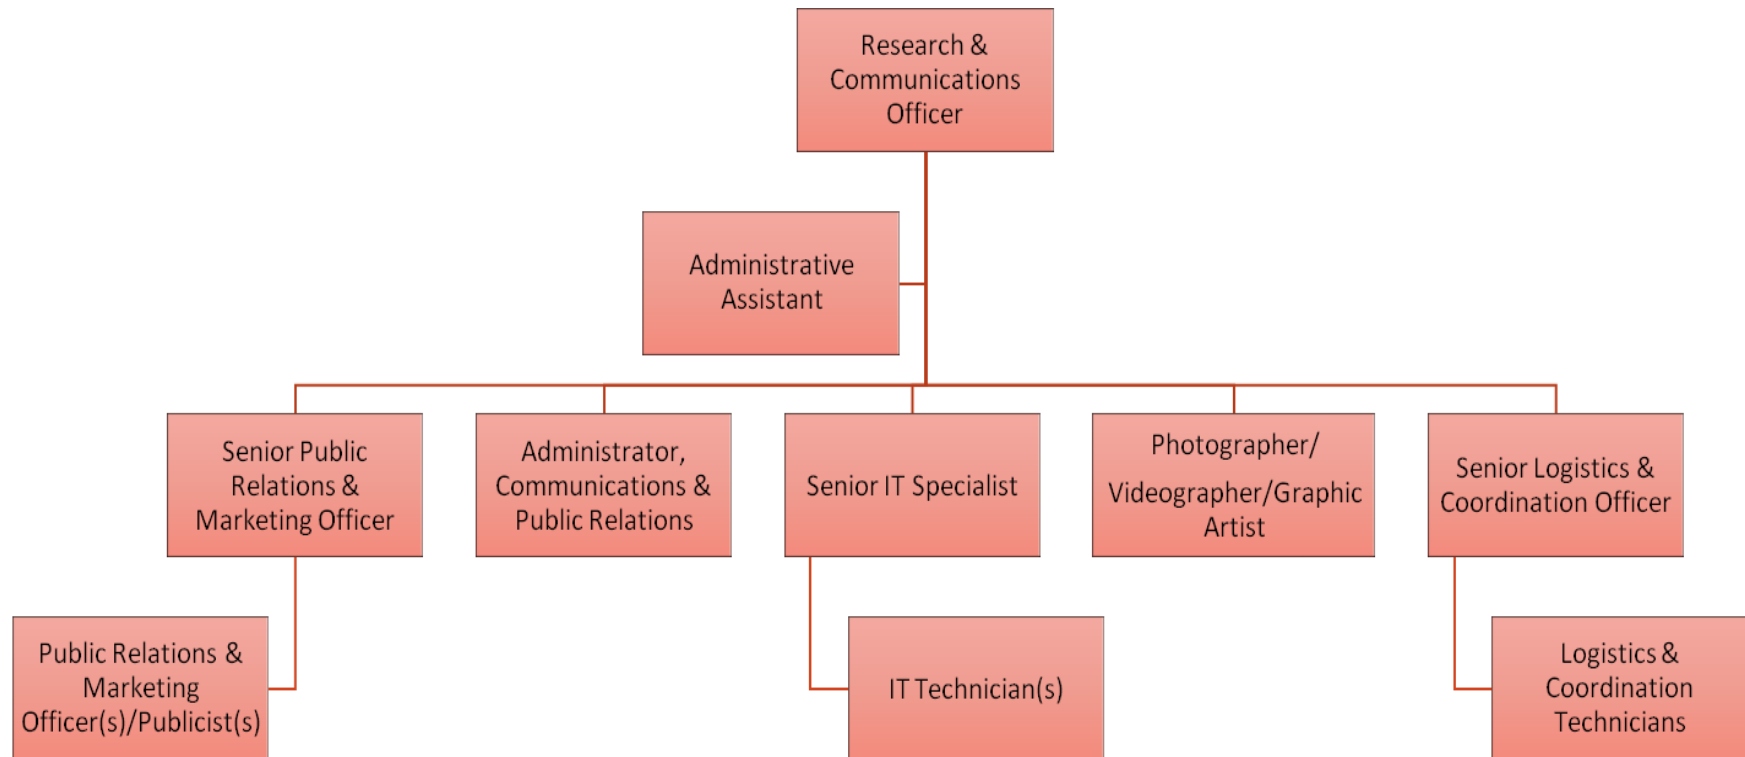 Research &
Communications
Officer
Administrative
Assistant
Senior Public
Relations &
Marketing Officer
Administrator,
Communications &
Public Relations
Senior IT Specialist
Photographer/
Videographer/Graphic
Artist
Senior Logistics &
Coordination Officer
Public Relations &
Marketing
Officer(s)/Publicist(s)
IT Technician(s)
Logistics &
Coordination
Technicians